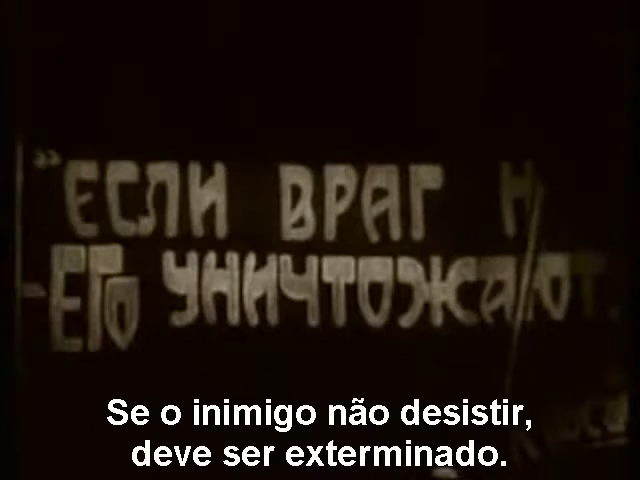 "ЕСЛИ ВРАГ Н
-ЕГО УНИЧТОЖАЮТ.
Se o inimigo não desistir,
deve ser exterminado.